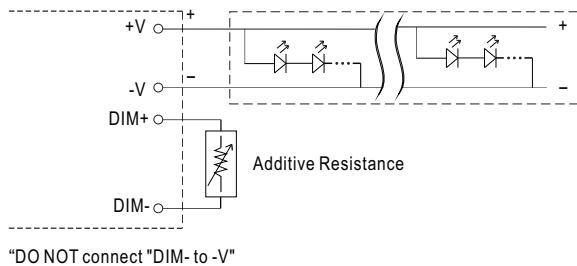 +V
+
-V
−
+
−
DIM+
Additive Resistance
DIM-
“DO NOT connect "DIM- to -V"